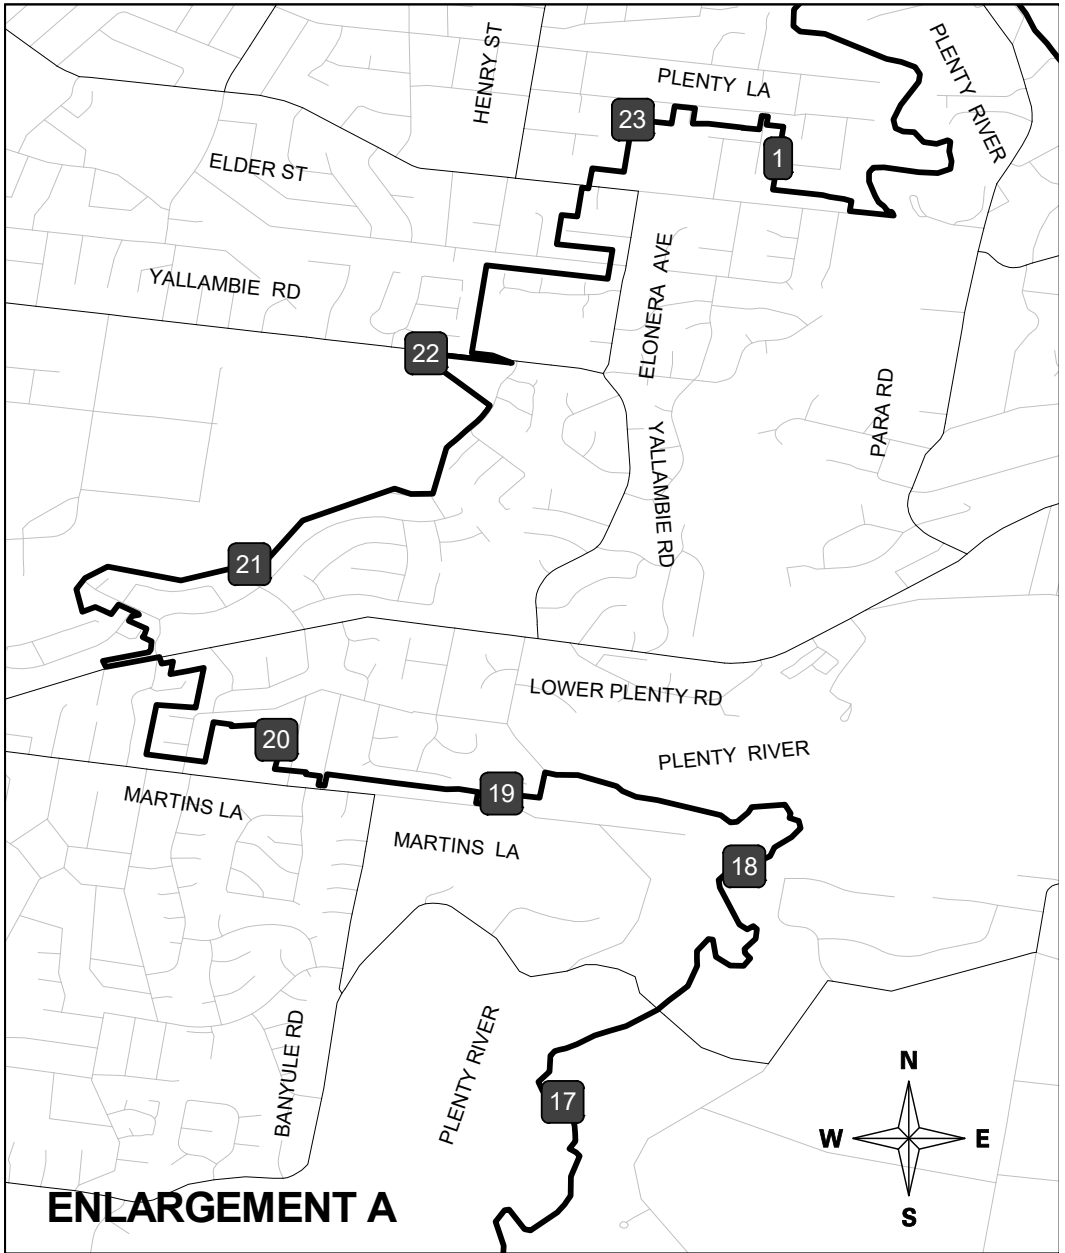 PLENTY RIVER
HENRY ST
PLENTY LA
23
1
ELDER ST
YALLAMBIE RD
ELONERA AVE
22
PARA RD
YALLAMBIE RD
21
LOWER PLENTY RD
20
PLENTY RIVER
19
MARTINS LA
MARTINS LA
18
PLENTY RIVER
BANYULE RD
17
N
W E
S
ENLARGEMENT A